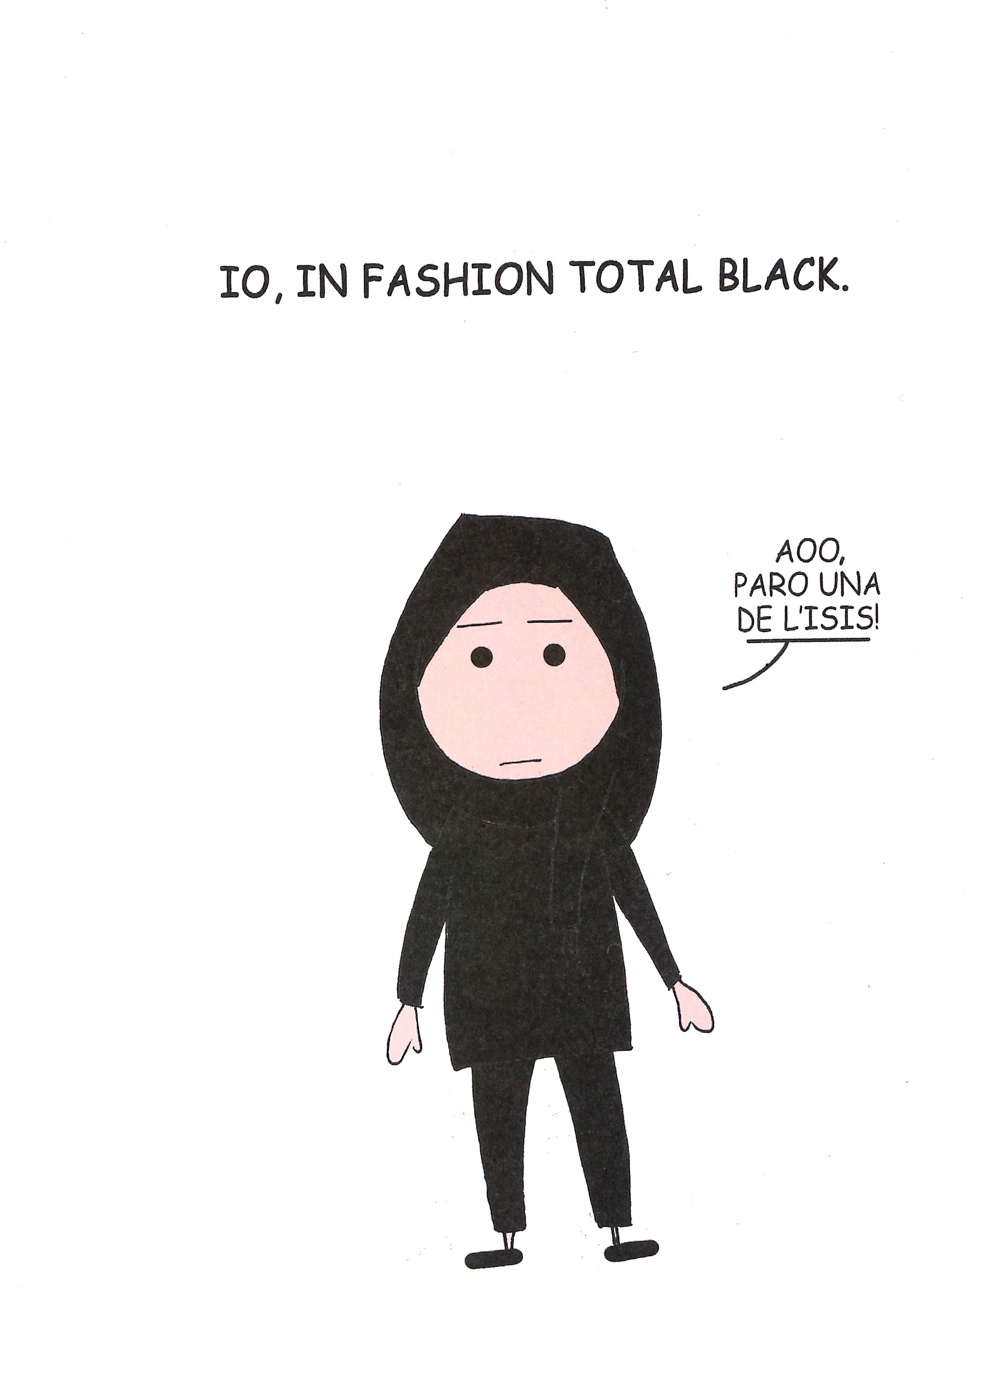 IO, IN FASHION TOTAL BLACK.
AOO,
PARO UNA
DE L'ISIS!